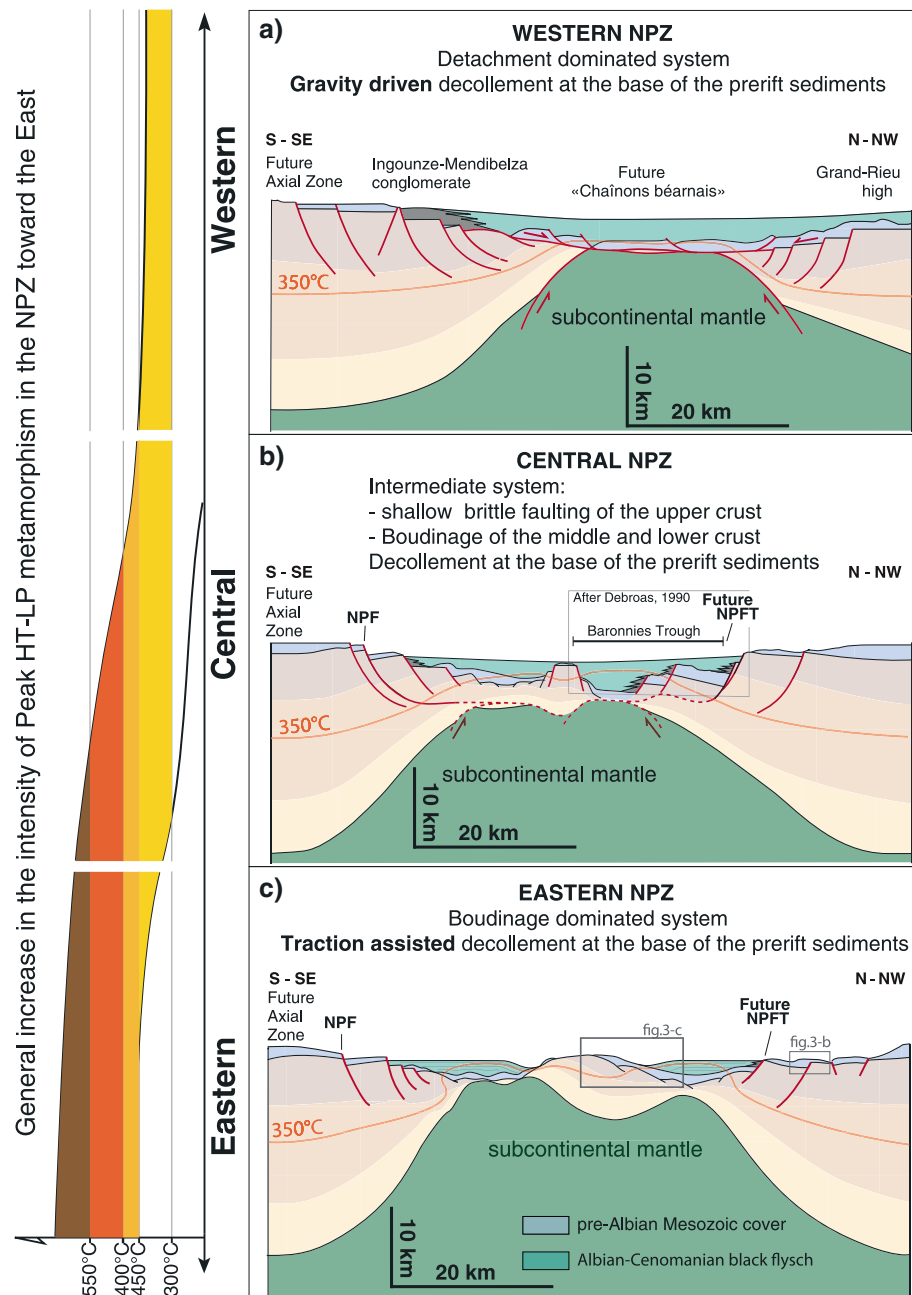 General increase in the intensity of Peak HT-LP metamorphism in the NPZ toward the East
Western
Central
Eastern
550°C
400°C
450°C
300°C
a)
WESTERN NPZ
Detachment dominated system
Gravity driven decollement at the base of the prerift sediments
S - SE
N - NW
Future
Axial Zone
Ingounze-Mendibelza
conglomerate
Future
«Chaînons béarnais»
Grand-Rieu
high
350°C
subcontinental mantle
10 km
20 km
b)
CENTRAL NPZ
Intermediate system:
- shallow brittle faulting of the upper crust
- Boudinage of the middle and lower crust
Decollement at the base of the prerift sediments
S - SE
N - NW
Future
Axial
Zone
NPF
After Debroas, 1990
Future
NPFT
Baronnies Trough
350°C
subcontinental mantle
10 km
20 km
c)
EASTERN NPZ
Boudinage dominated system
Traction assisted decollement at the base of the prerift sediments
S - SE
N - NW
Future
Axial
Zone
NPF
fig.3-c
Future
NPFT
fig.3-b
350°C
subcontinental mantle
10 km
20 km
pre-Albian Mesozoic cover
Albian-Cenomanian black flysch